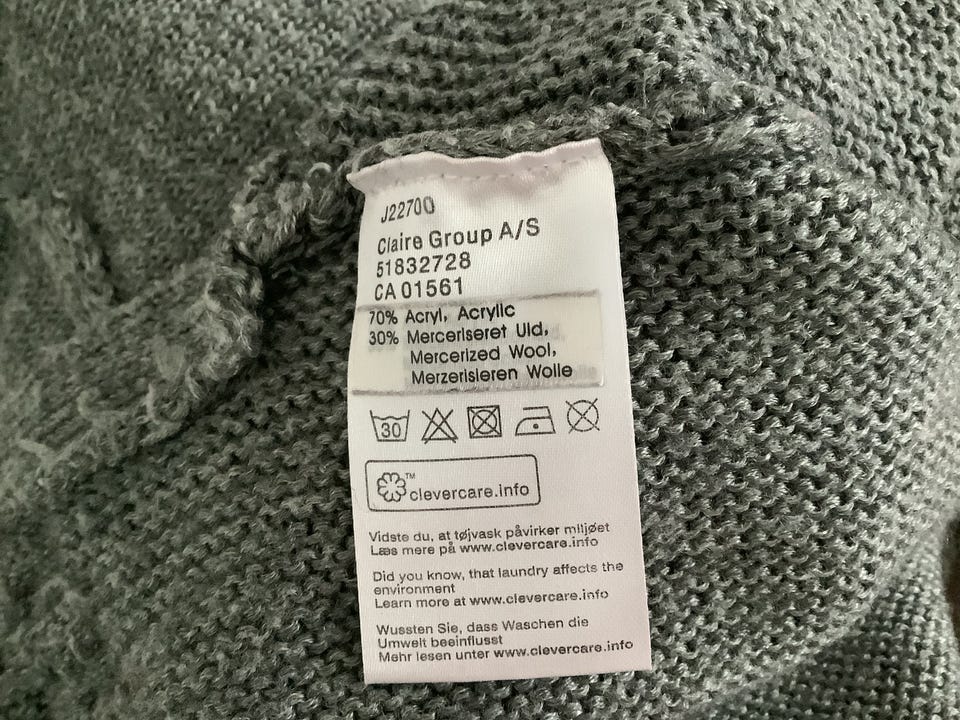 J22700
Claire Group A/S
51832728
CA 01561
70% Acryl, Acrylic
30% Merceriseret Uld,
Mercerized Wool,
Merzerisieren Wolle
30
™
clevercare.info
Vidste du, at tøjvask påvirker miljøet
Læs mere på www.clevercare.info
Did you know, that laundry affects the
environment
Learn more at www.clevercare.info
Wussten Sie, dass Waschen die
Umwelt beeinflusst
Mehr lesen unter www.clevercare.info